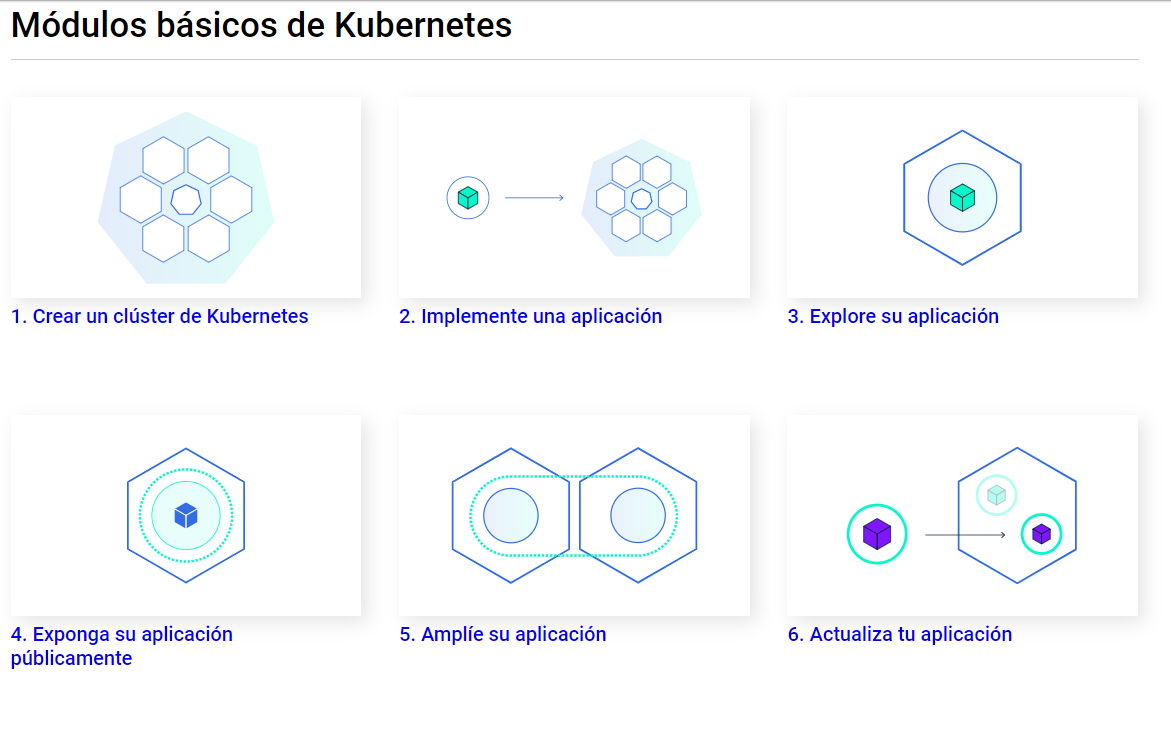 Módulos básicos de Kubernetes
1. Crear un clúster de Kubernetes
2. Implemente una aplicación
3. Explore su aplicación
4. Exponga su aplicación
públicamente
5. Amplíe su aplicación
6. Actualiza tu aplicación